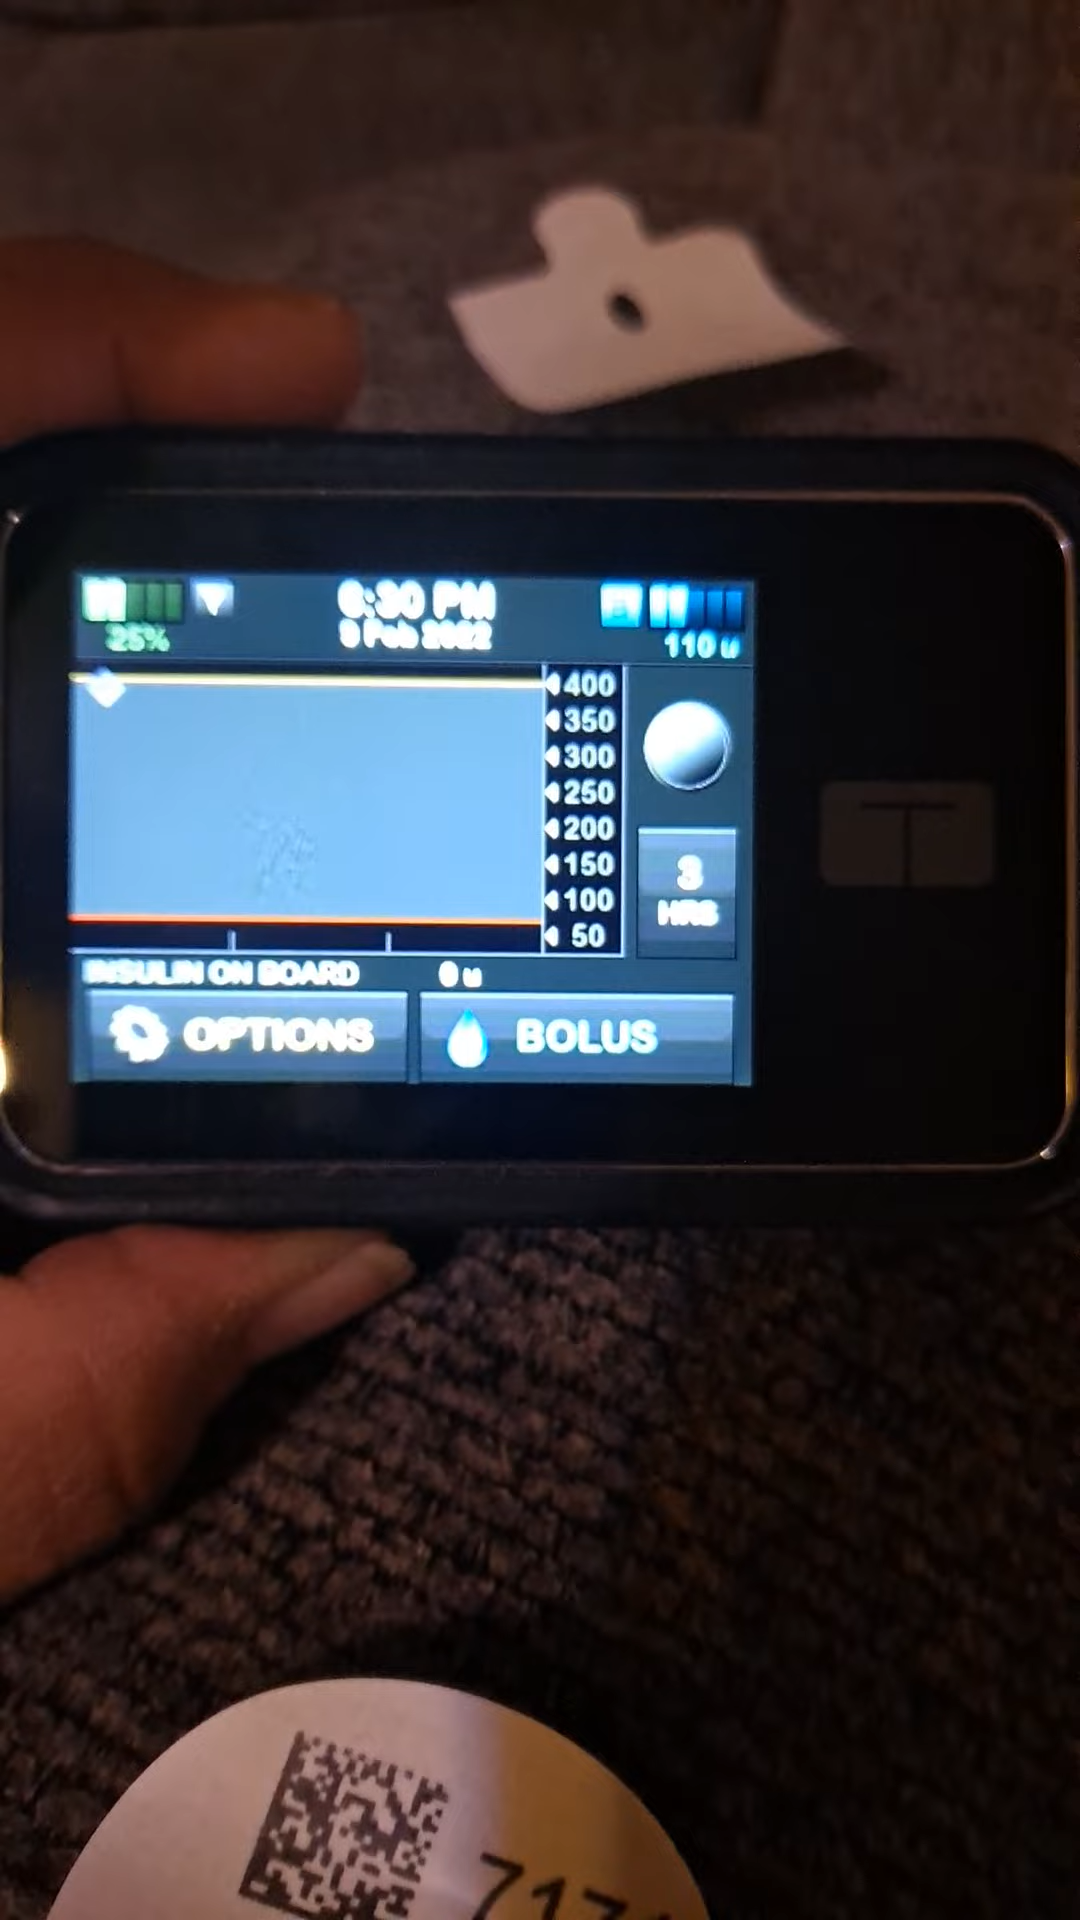 25%
6:30 PM
9 Feb 2022
110 u
400
350
300
250
200
150
100
50
3
HRS
INSULIN ON BOARD 0 u
OPTIONS
BOLUS
T